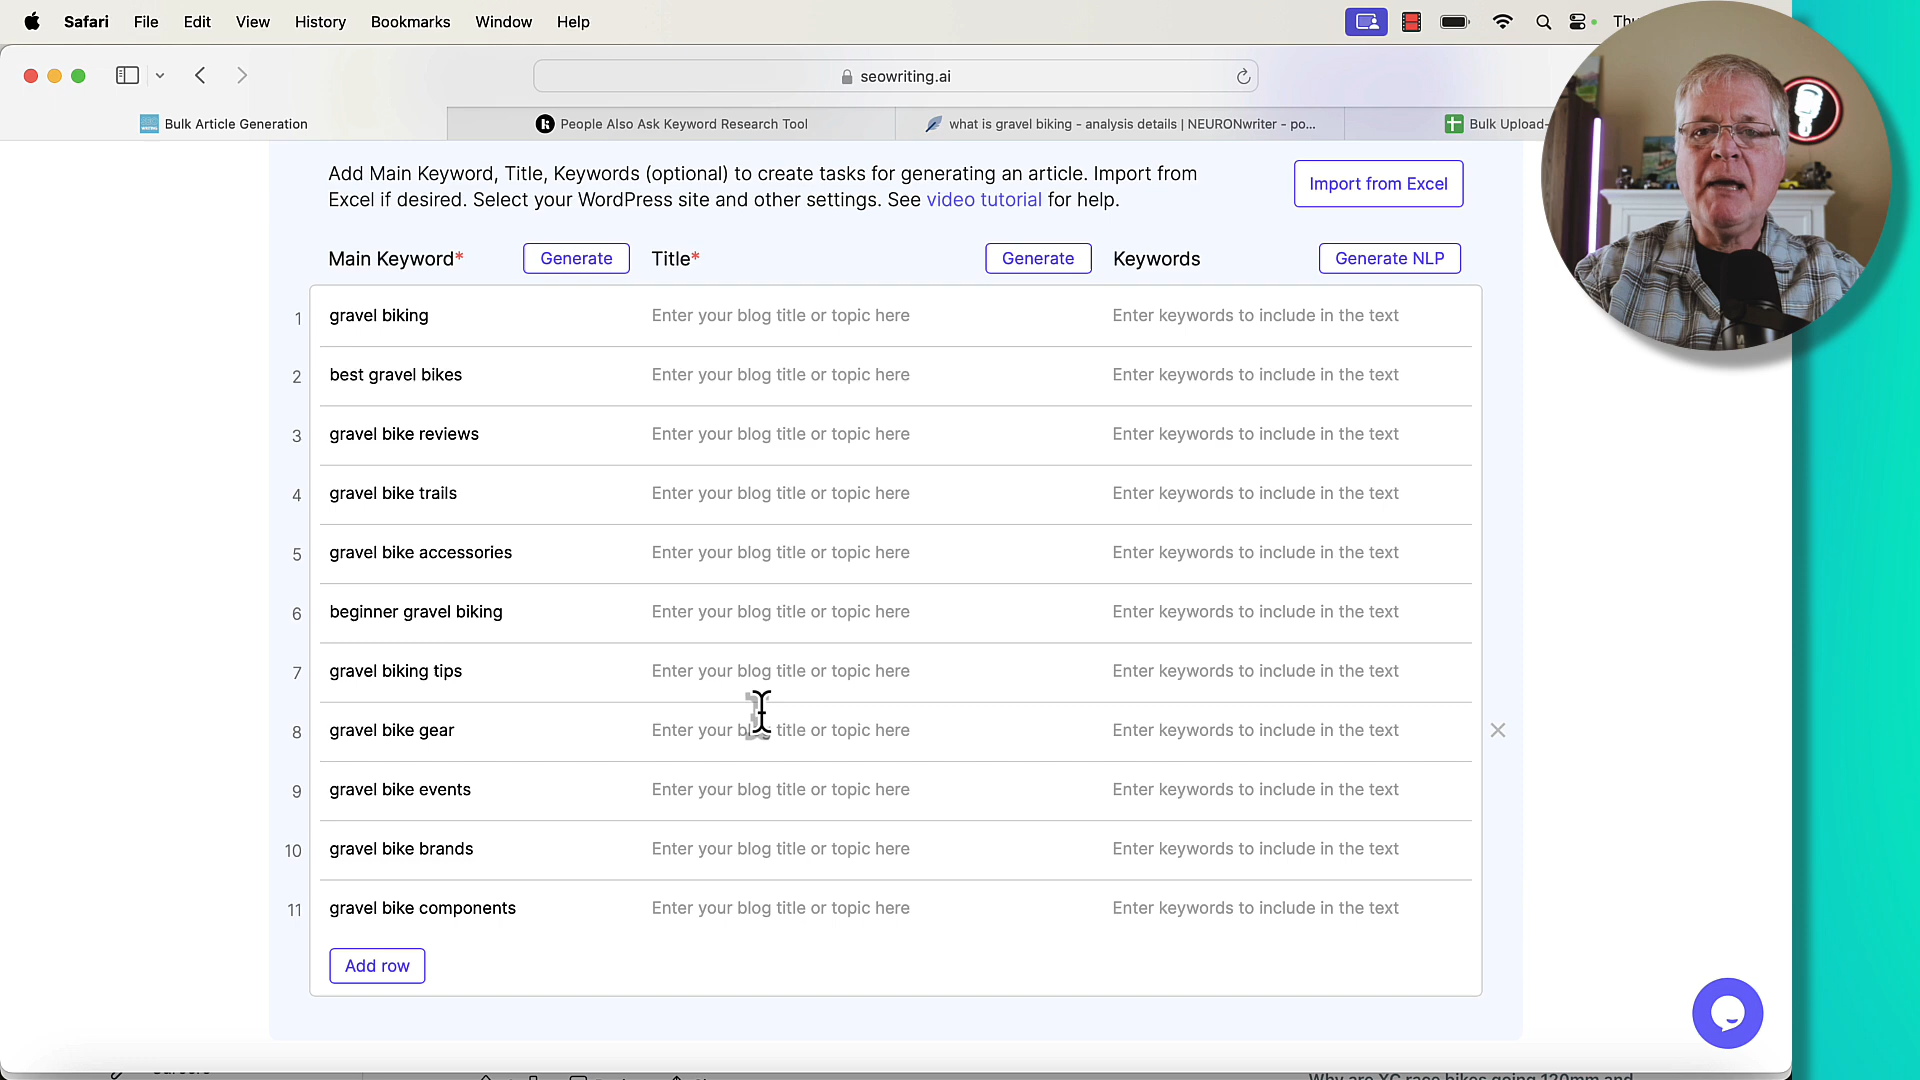 Safari File Edit View History Bookmarks Window Help
seowriting.ai
Bulk Article Generation
People Also Ask Keyword Research Tool
what is gravel biking - analysis details | NEURONwriter - po...
Bulk Upload-
Add Main Keyword, Title, Keywords (optional) to create tasks for generating an article. Import from
Excel if desired. Select your WordPress site and other settings. See video tutorial for help.
Import from Excel
Main Keyword* Generate Title* Generate Keywords Generate NLP
1 gravel biking Enter your blog title or topic here Enter keywords to include in the text
2 best gravel bikes Enter your blog title or topic here Enter keywords to include in the text
3 gravel bike reviews Enter your blog title or topic here Enter keywords to include in the text
4 gravel bike trails Enter your blog title or topic here Enter keywords to include in the text
5 gravel bike accessories Enter your blog title or topic here Enter keywords to include in the text
6 beginner gravel biking Enter your blog title or topic here Enter keywords to include in the text
7 gravel biking tips Enter your blog title or topic here Enter keywords to include in the text
8 gravel bike gear Enter your blog title or topic here Enter keywords to include in the text
9 gravel bike events Enter your blog title or topic here Enter keywords to include in the text
10 gravel bike brands Enter your blog title or topic here Enter keywords to include in the text
11 gravel bike components Enter your blog title or topic here Enter keywords to include in the text
Add row
Why are XC race bikes going 120mm and